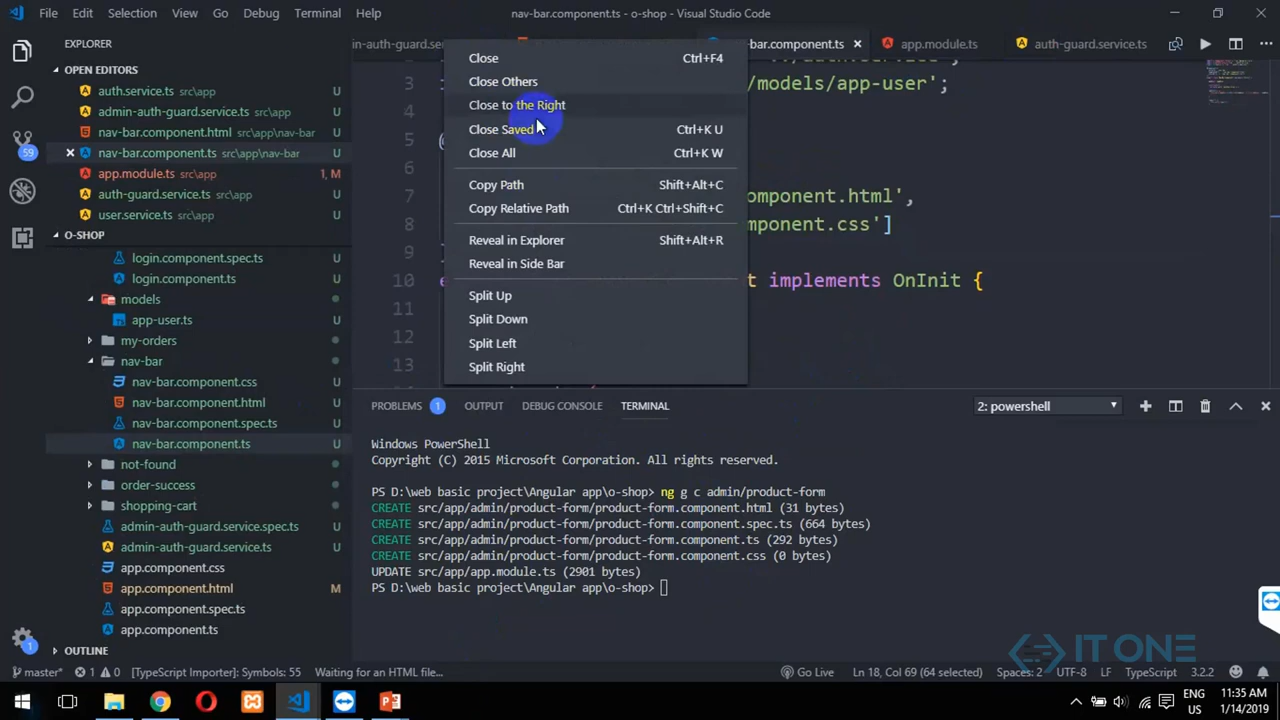 File Edit Selection View Go Debug Terminal Help
nav-bar.component.ts - o-shop - Visual Studio Code
EXPLORER
OPEN EDITORS
auth.service.ts src\app
admin-auth-guard.service.ts src\app
nav-bar.component.html src\app\nav-bar
nav-bar.component.ts src\app\nav-bar
app.module.ts src\app 1, M
auth-guard.service.ts src\app
user.service.ts src\app
59
O-SHOP
login.component.spec.ts U
login.component.ts U
models
app-user.ts U
my-orders
nav-bar
nav-bar.component.css U
nav-bar.component.html U
nav-bar.component.spec.ts U
nav-bar.component.ts U
not-found
order-success
shopping-cart
admin-auth-guard.service.spec.ts U
admin-auth-guard.service.ts U
app.component.css
app.component.html M
app.component.spec.ts
app.component.ts
OUTLINE
1
in-auth-guard.se
bar.component.ts
app.module.ts
auth-guard.service.ts
Close Ctrl+F4
Close Others
Close to the Right
Close Saved Ctrl+K U
Close All Ctrl+K W
Copy Path Shift+Alt+C
Copy Relative Path Ctrl+K Ctrl+Shift+C
Reveal in Explorer Shift+Alt+R
Reveal in Side Bar
Split Up
Split Down
Split Left
Split Right
3 /models/app-user';
4
5
6
7 omponent.html',
8 omponent.css']
9
10 t implements OnInit {
11
12
13
PROBLEMS 1 OUTPUT DEBUG CONSOLE TERMINAL 2: powershell
Windows PowerShell
Copyright (C) 2015 Microsoft Corporation. All rights reserved.
PS D:\web basic project\Angular app\o-shop> ng g c admin/product-form
CREATE src/app/admin/product-form/product-form.component.html (31 bytes)
CREATE src/app/admin/product-form/product-form.component.spec.ts (664 bytes)
CREATE src/app/admin/product-form/product-form.component.ts (292 bytes)
CREATE src/app/admin/product-form/product-form.component.css (0 bytes)
UPDATE src/app/app.module.ts (2901 bytes)
PS D:\web basic project\Angular app\o-shop>
IT ONE
master* 1 0 [TypeScript Importer]: Symbols: 55 Waiting for an HTML file... Go Live Ln 18, Col 69 (64 selected) Spaces: 2 UTF-8 LF TypeScript 3.2.2
ENG 11:35 AM
US 1/14/2019